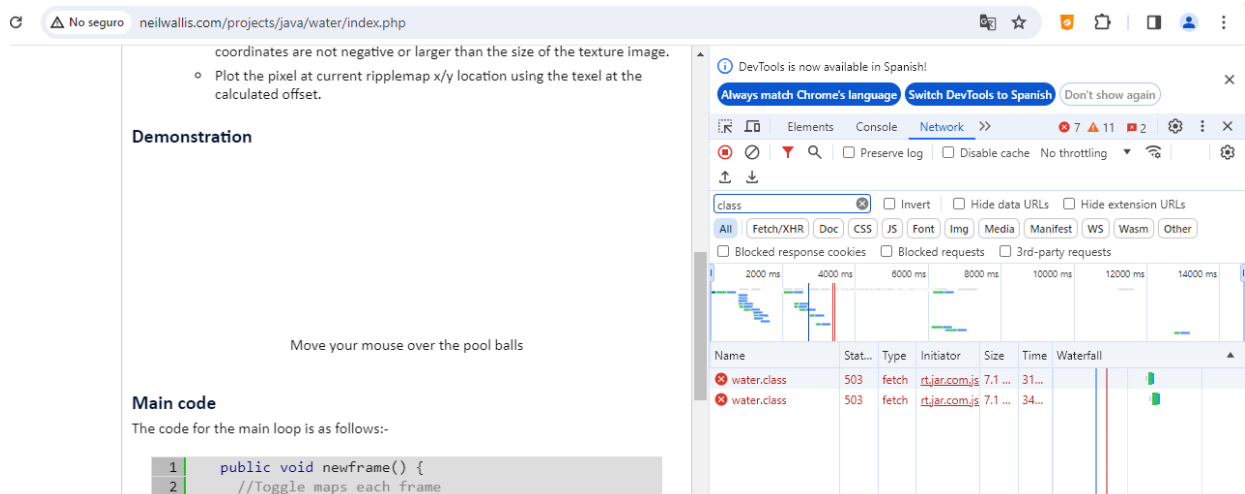 No seguro
neilwallis.com/projects/java/water/index.php
coordinates are not negative or larger than the size of the texture image.
Plot the pixel at current ripplemap x/y location using the texel at the
calculated offset.
Demonstration
Move your mouse over the pool balls
Main code
The code for the main loop is as follows:-
1 public void newframe() {
2 //Toggle maps each frame
DevTools is now available in Spanish!
Always match Chrome's language Switch DevTools to Spanish Don't show again
Elements Console Network 7 11 2
Preserve log Disable cache No throttling
class Invert Hide data URLs Hide extension URLs
All Fetch/XHR Doc CSS JS Font Img Media Manifest WS Wasm Other
Blocked response cookies Blocked requests 3rd-party requests
2000 ms 4000 ms 6000 ms 8000 ms 10000 ms 12000 ms 14000 ms
Name Stat... Type Initiator Size Time Waterfall
water.class 503 fetch rt.jar.com.js 7.1 ... 31...
water.class 503 fetch rt.jar.com.js 7.1 ... 34...